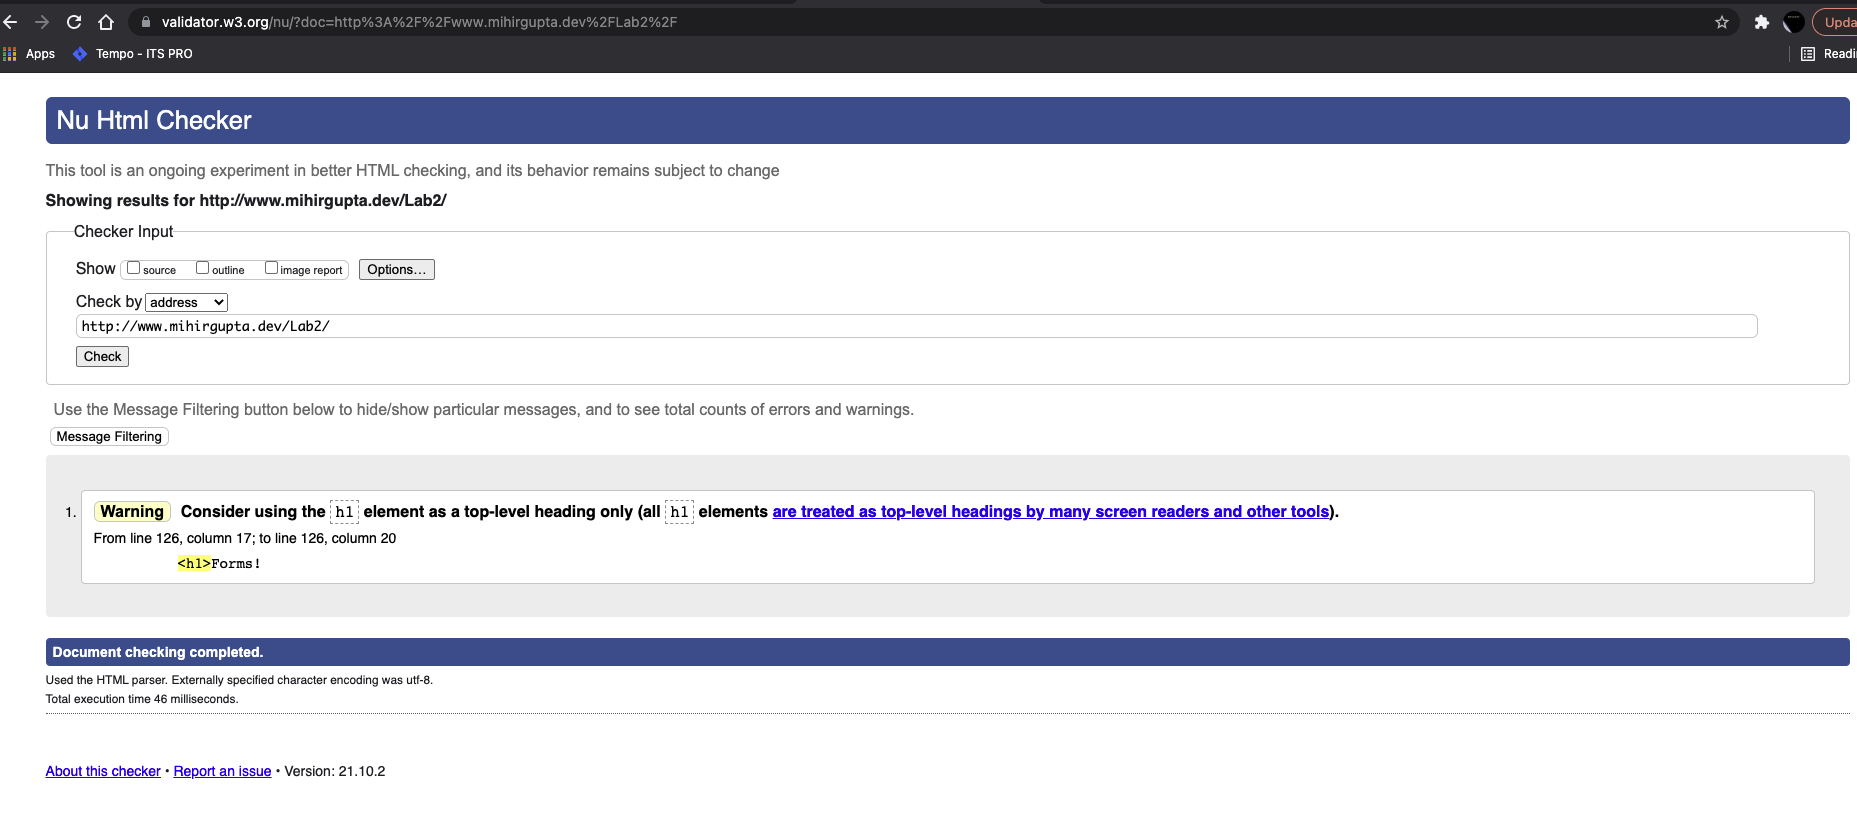 validator.w3.org/nu/?doc=http%3A%2F%2Fwww.mihirgupta.dev%2FLab2%2F
Upda
Apps
Tempo - ITS PRO
Readi
Nu Html Checker
This tool is an ongoing experiment in better HTML checking, and its behavior remains subject to change
Showing results for http://www.mihirgupta.dev/Lab2/
Checker Input
Show source outline image report Options...
Check by address
http://www.mihirgupta.dev/Lab2/
Check
Use the Message Filtering button below to hide/show particular messages, and to see total counts of errors and warnings.
Message Filtering
1. Warning Consider using the h1 element as a top-level heading only (all h1 elements are treated as top-level headings by many screen readers and other tools).
From line 126, column 17; to line 126, column 20
<h1>Forms!
Document checking completed.
Used the HTML parser. Externally specified character encoding was utf-8.
Total execution time 46 milliseconds.
About this checker • Report an issue • Version: 21.10.2